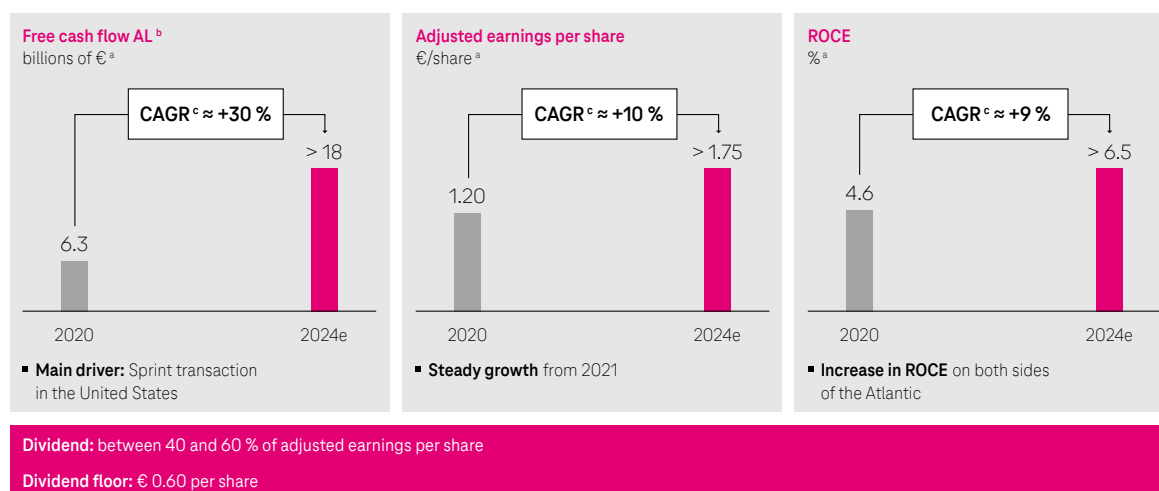 Free cash flow AL b
billions of € a
CAGR c ≈ +30 %
> 18
6.3
2020
2024e
▪ Main driver: Sprint transaction
in the United States
Adjusted earnings per share
€/share a
CAGR c ≈ +10 %
> 1.75
1.20
2020
2024e
▪ Steady growth from 2021
ROCE
% a
CAGR c ≈ +9 %
> 6.5
4.6
2020
2024e
▪ Increase in ROCE on both sides
of the Atlantic
Dividend: between 40 and 60 % of adjusted earnings per share
Dividend floor: € 0.60 per share